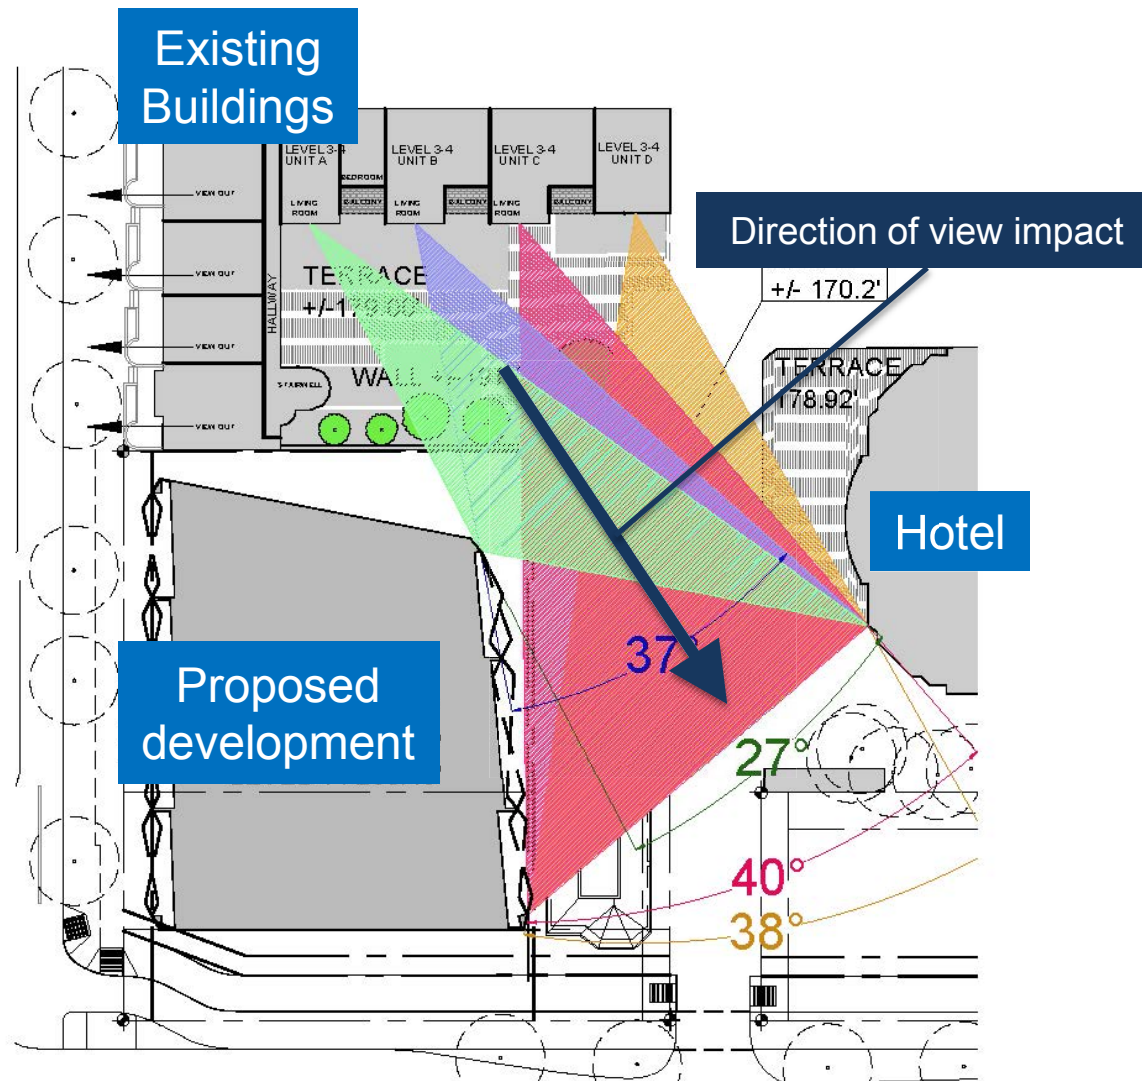 Existing
Buildings
LEVEL 3-4
UNIT A
LEVEL 3-4
UNIT B
LEVEL 3-4
UNIT C
LEVEL 3-4
UNIT D
BEDROOM
VIEW OUT
LIVING
ROOM
BALCONY
LIVING
ROOM
BALCONY
LIVING
ROOM
BALCONY
Direction of view impact
VIEW OUT
HALLWAY
TERRACE
+/- 170.2'
VIEW OUT
TERRACE
178.92'
STAIRWELL
WALL
VIEW OUT
Hotel
Proposed
development
37°
27°
40°
38°